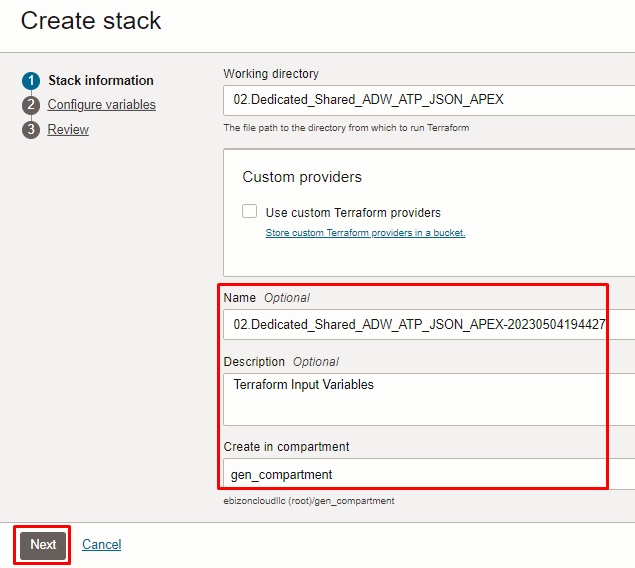 Create stack
1 Stack information
2 Configure variables
3 Review
Working directory
02.Dedicated_Shared_ADW_ATP_JSON_APEX
The file path to the directory from which to run Terraform
Custom providers
Use custom Terraform providers
Store custom Terraform providers in a bucket.
Name Optional
02.Dedicated_Shared_ADW_ATP_JSON_APEX-20230504194427
Description Optional
Terraform Input Variables
Create in compartment
gen_compartment
ebizoncloudllc (root)/gen_compartment
Next Cancel